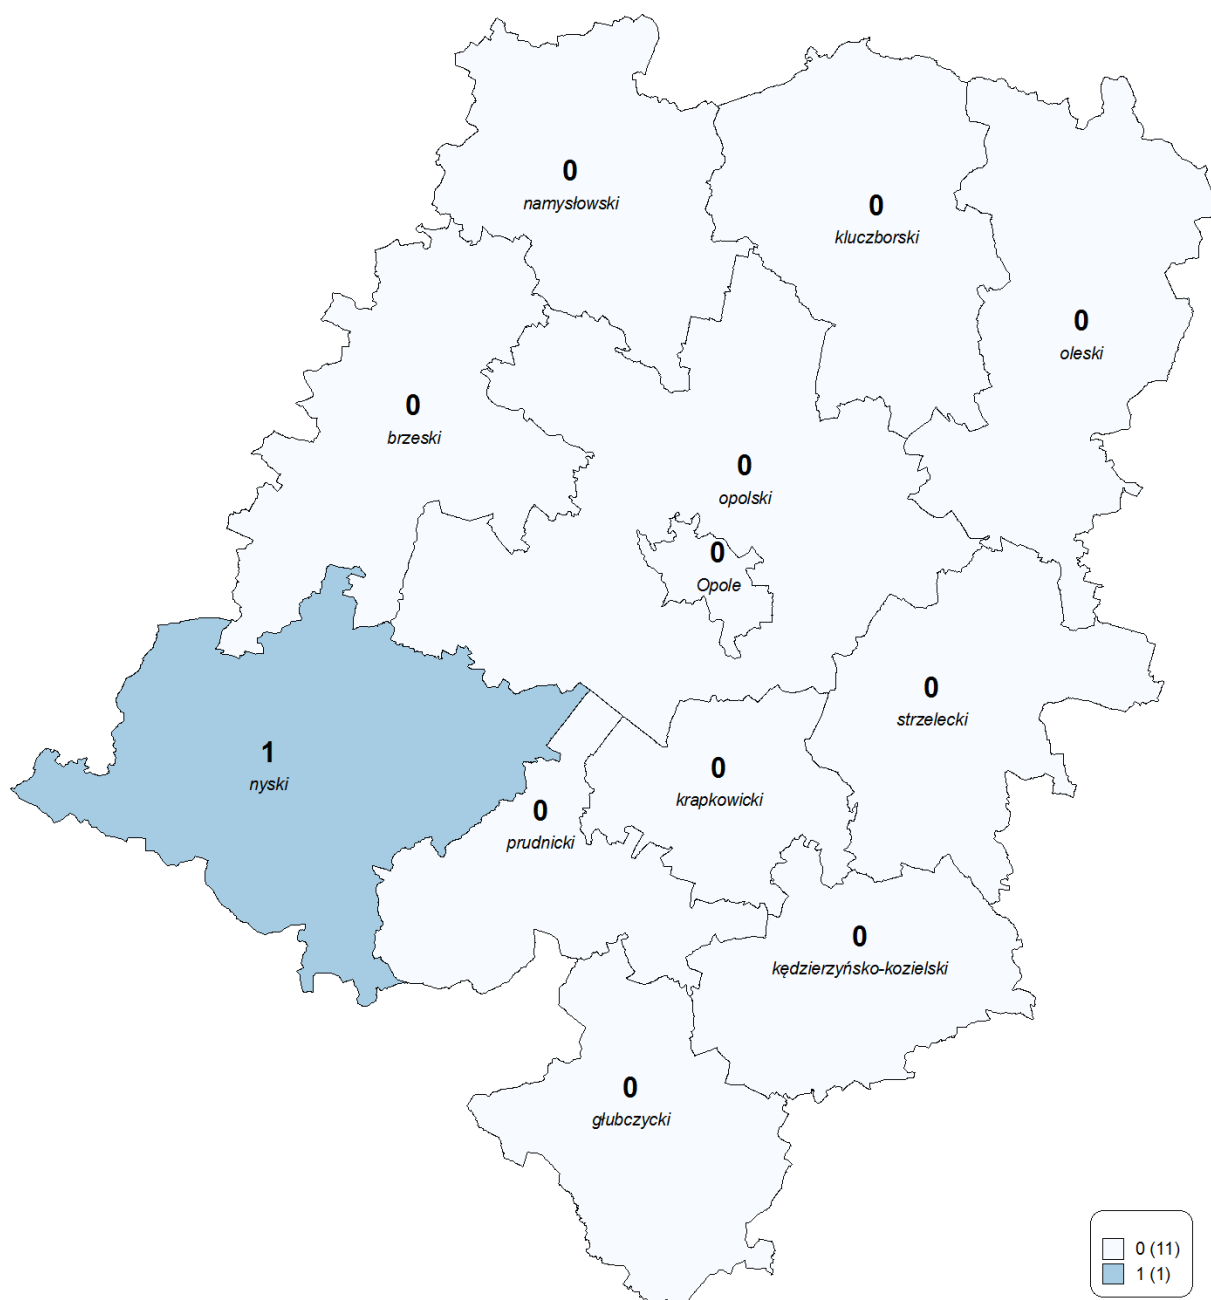 0
namysłowski
0
kluczborski
0
oleski
0
brzeski
0
opolski
0
Opole
0
strzelecki
1
nyski
0
krapkowicki
0
prudnicki
0
kędzierzyńsko-kozielski
0
głubczycki
0 (11)
1 (1)